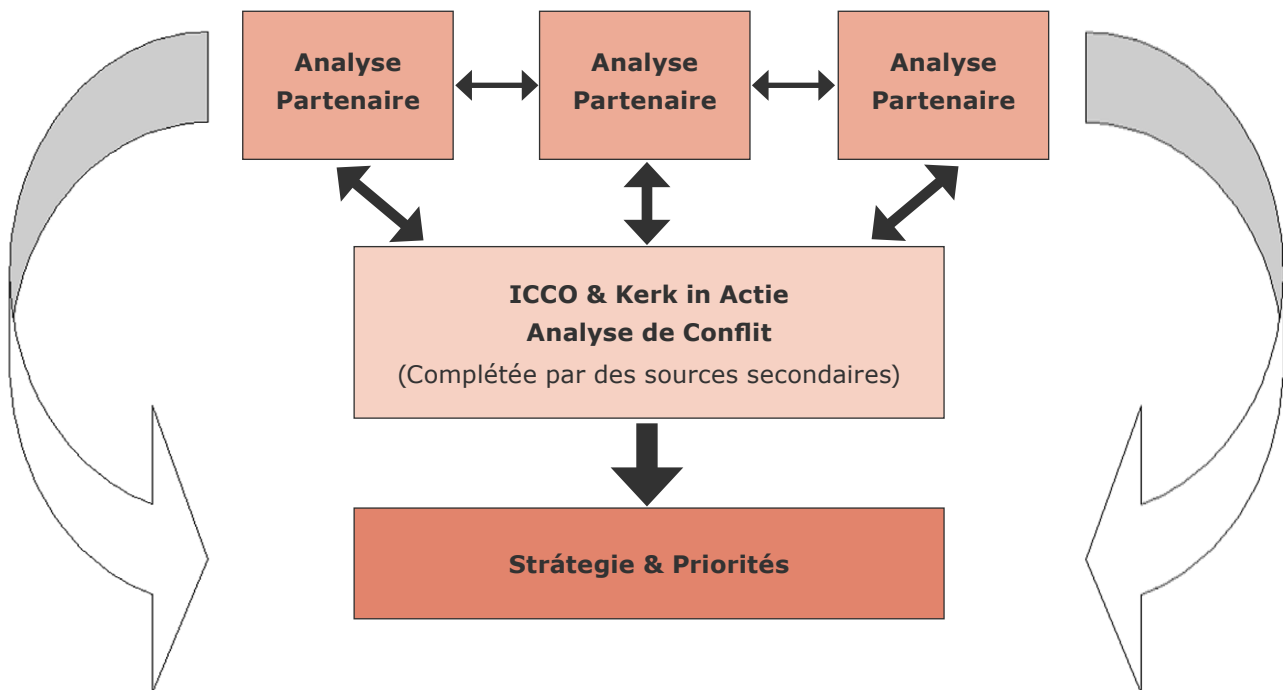 Analyse
Partenaire
Analyse
Partenaire
Analyse
Partenaire
ICCO & Kerk in Actie
Analyse de Conflit
(Complétée par des sources secondaires)
Strátegie & Priorités